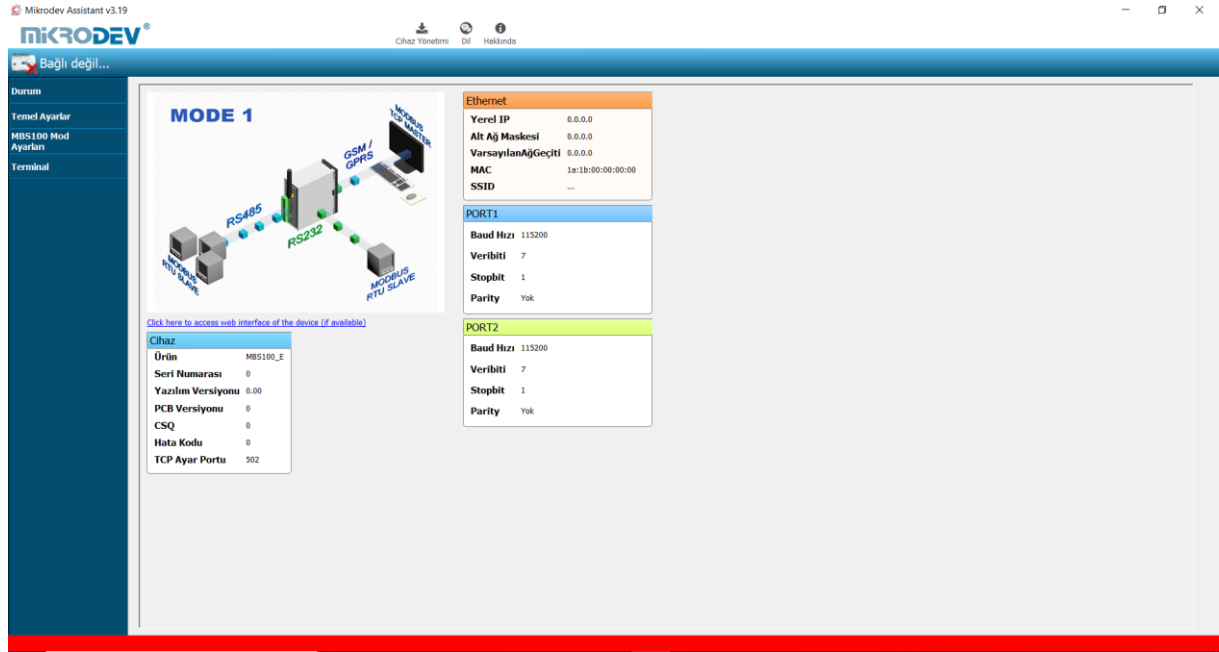 Mikrodev Assistant v3.19
MiKRODEV®
Cihaz Yönetimi
Dil
Hakkında
Bağlı değil...
Durum
Temel Ayarlar
MBS100 Mod
Ayarları
Terminal
MODE 1
MODBUS
TCP MASTER
GSM /
GPRS
RS485
RS232
MODBUS
RTU SLAVE
MODBUS
RTU SLAVE
Click here to access web interface of the device (if available)
Cihaz
Ürün MBS100_E
Seri Numarası 0
Yazılım Versiyonu 0.00
PCB Versiyonu 0
CSQ 0
Hata Kodu 0
TCP Ayar Portu 502
Ethernet
Yerel IP 0.0.0.0
Alt Ağ Maskesi 0.0.0.0
VarsayılanAğGeçiti 0.0.0.0
MAC 1a:1b:00:00:00:00
SSID ...
PORT1
Baud Hızı 115200
Veribiti 7
Stopbit 1
Parity Yok
PORT2
Baud Hızı 115200
Veribiti 7
Stopbit 1
Parity Yok